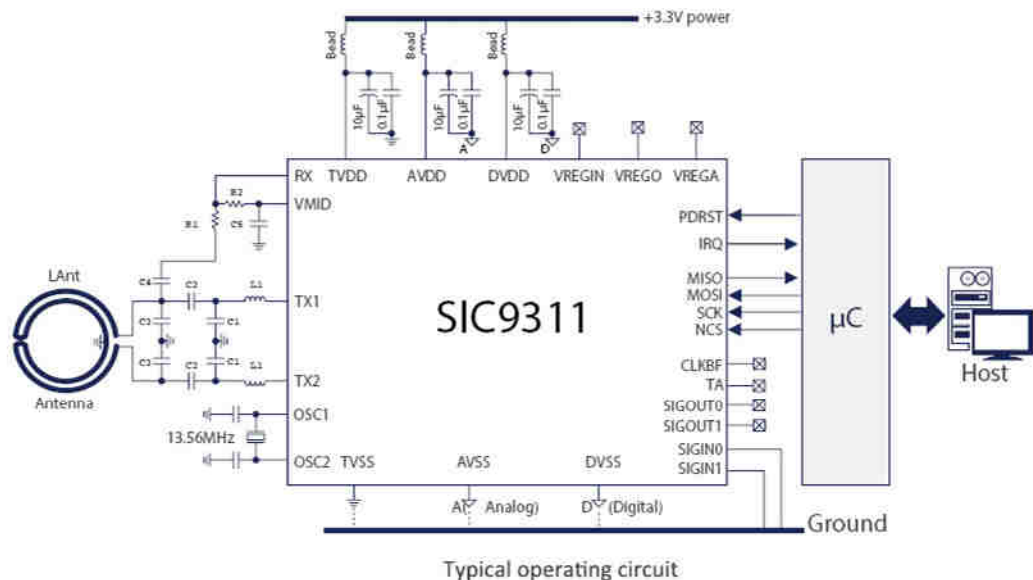 +3.3V power
Bead
Bead
Bead
10µF
0.1µF
10µF
0.1µF
10µF
0.1µF
A
D
RX
TVDD
AVDD
DVDD
VREGIN
VREGO
VREGA
R2
VMID
R1
C5
PDRST
IRQ
LAnt
C4
C2
L1
TX1
MISO
MOSI
SCK
NCS
SIC9311
µC
C3
C1
C3
C1
C2
L1
TX2
Antenna
CLKBF
TA
SIGOUT0
SIGOUT1
Host
OSC1
13.56MHz
OSC2
TVSS
AVSS
DVSS
SIGIN0
SIGIN1
A( Analog)
D (Digital)
Ground
Typical operating circuit